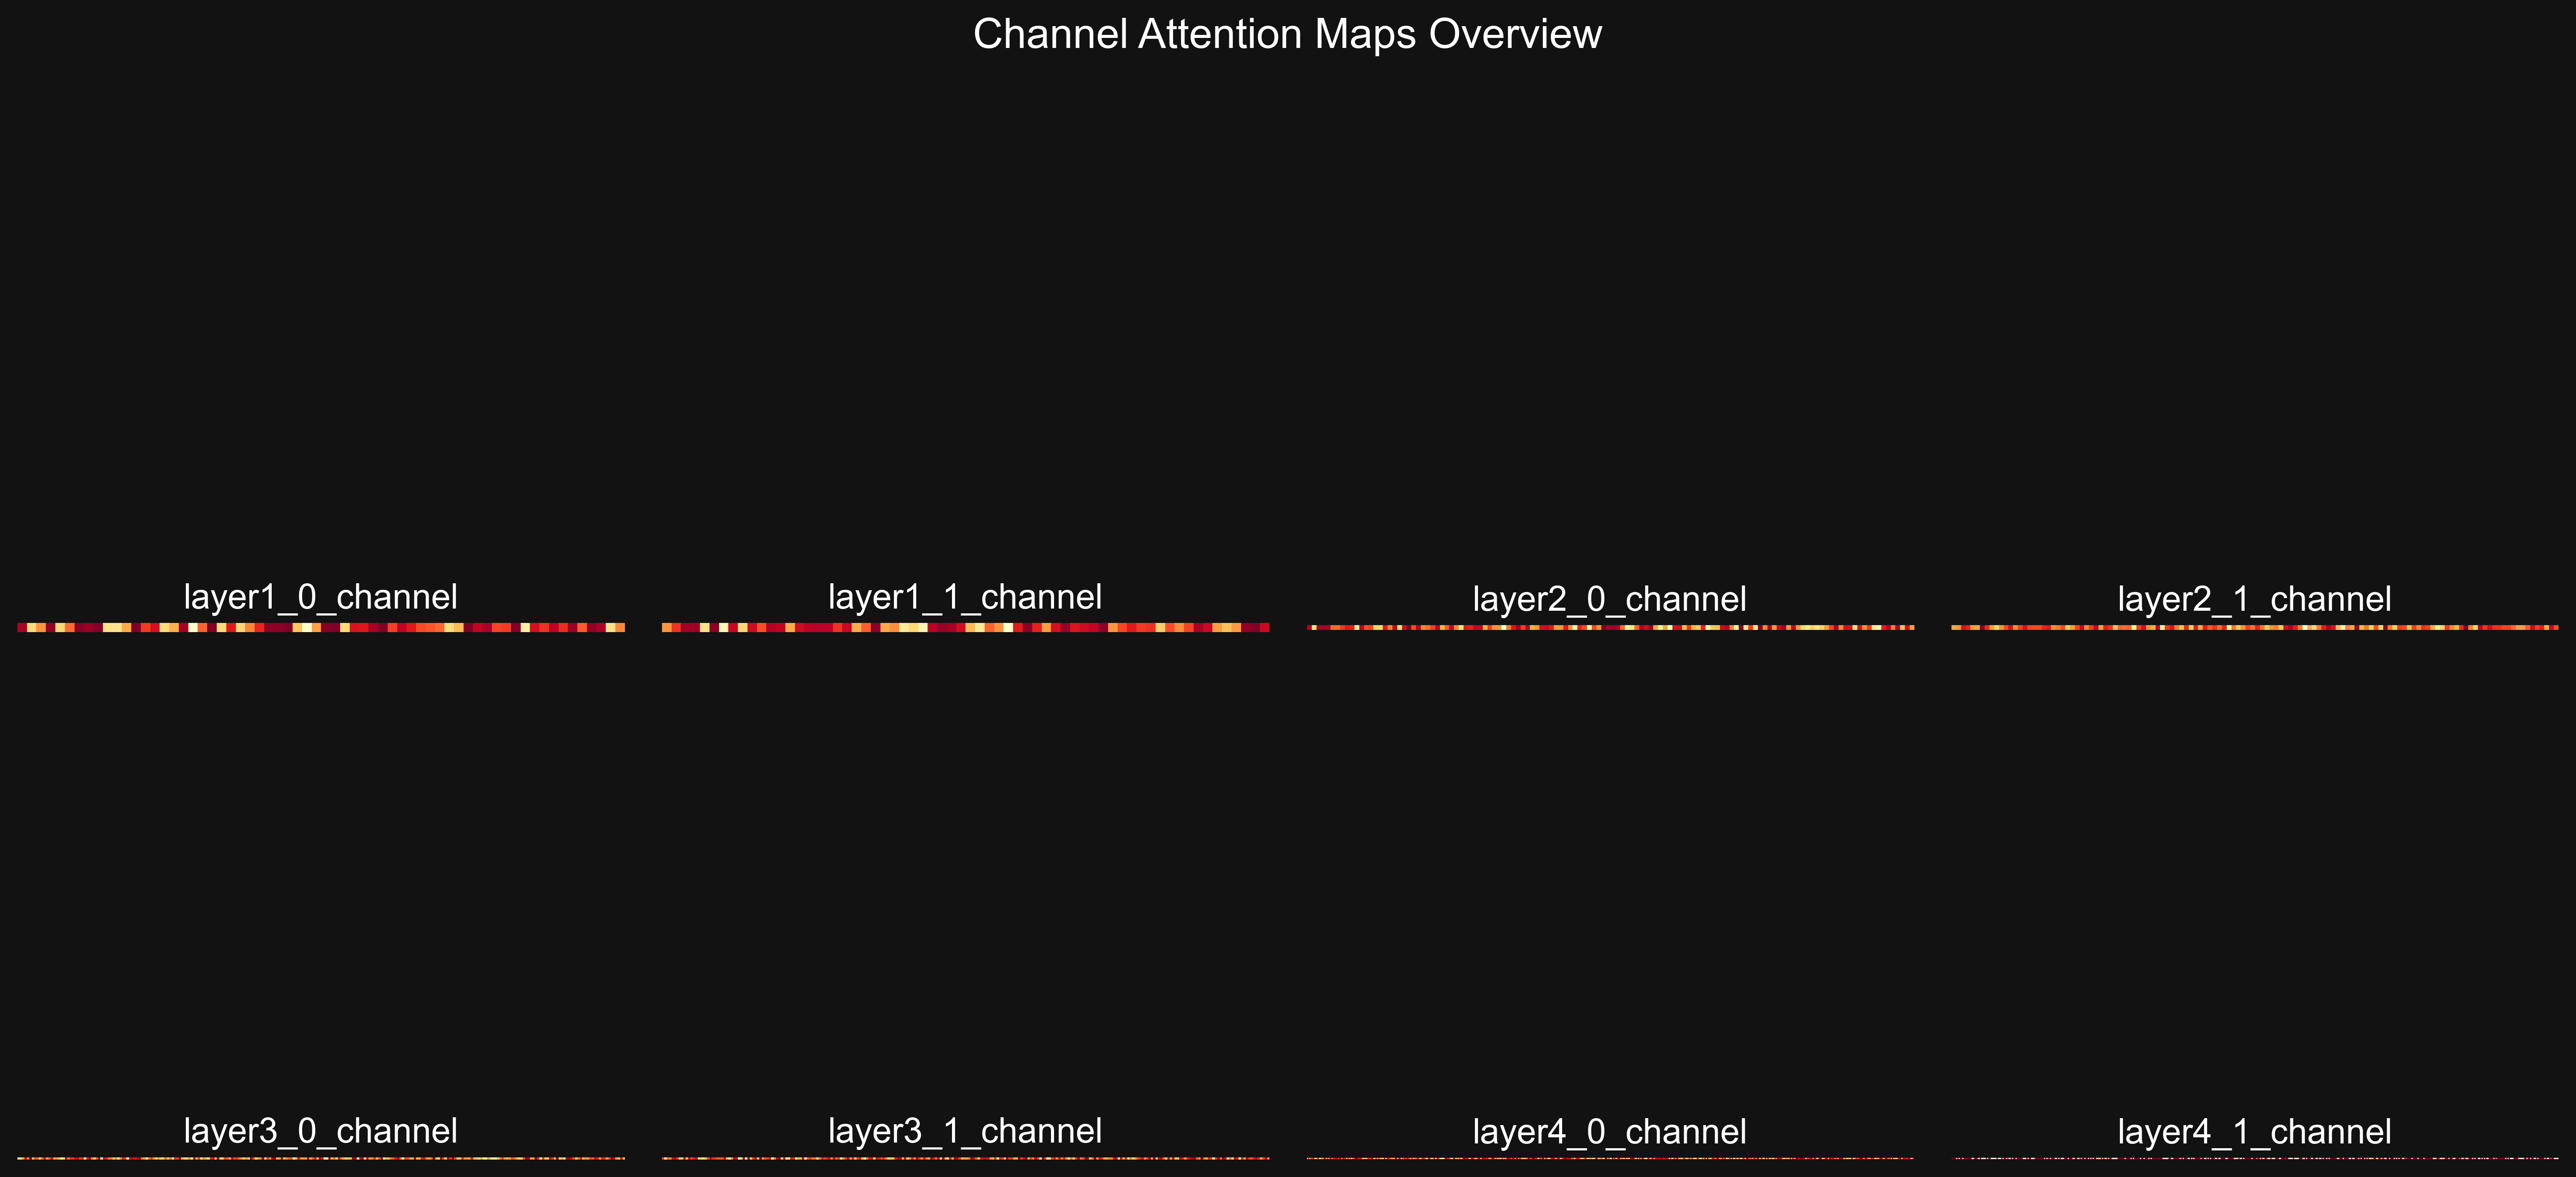 Channel Attention Maps Overview
layer1_0_channel
layer1_1_channel
layer2_0_channel
layer2_1_channel
layer3_0_channel
layer3_1_channel
layer4_0_channel
layer4_1_channel